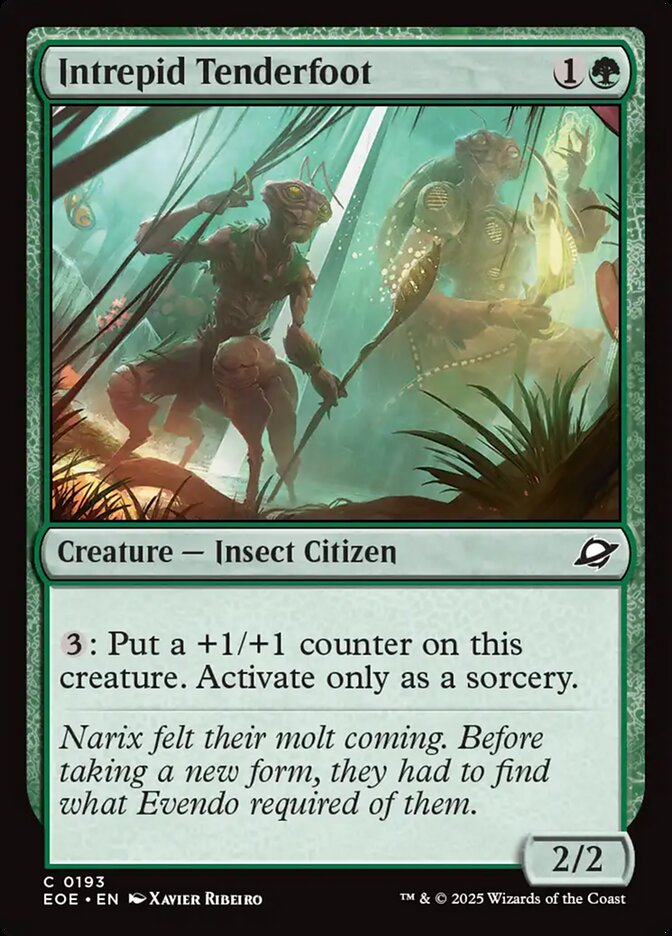 Intrepid Tenderfoot 1
Creature — Insect Citizen
3: Put a +1/+1 counter on this
creature. Activate only as a sorcery.
Narix felt their molt coming. Before
taking a new form, they had to find
what Evendo required of them.
2/2
C 0193
EOE • EN Xavier Ribeiro
™ & © 2025 Wizards of the Coast